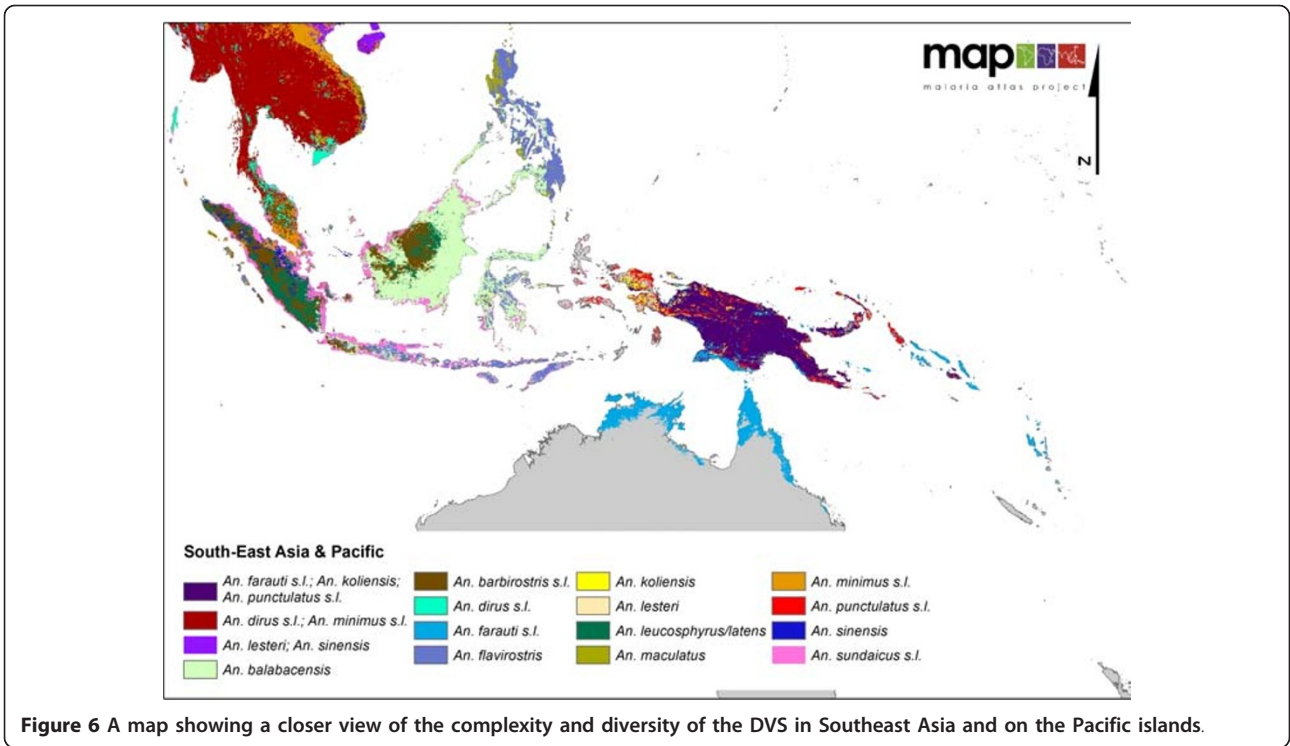 map
malaria atlas project
N
South-East Asia & Pacific
An. farauti s.l.; An. koliensis;
An. punctulatus s.l.
An. dirus s.l.; An. minimus s.l.
An. lesteri; An. sinensis
An. balabacensis
An. barbirostris s.l.
An. dirus s.l.
An. farauti s.l.
An. flavirostris
An. koliensis
An. lesteri
An. leucosphyrus/latens
An. maculatus
An. minimus s.l.
An. punctulatus s.l.
An. sinensis
An. sundaicus s.l.
Figure 6 A map showing a closer view of the complexity and diversity of the DVS in Southeast Asia and on the Pacific islands.